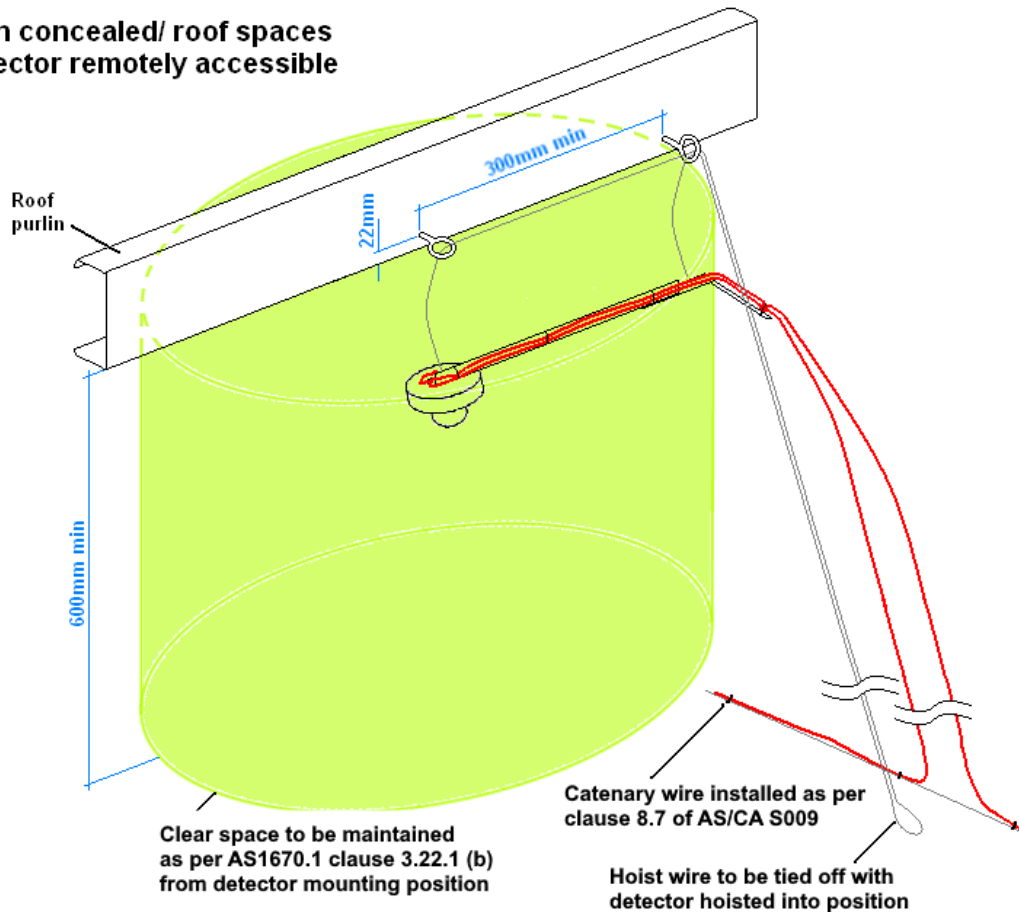 concealed/ roof spaces
remotely accessible
300mm min
Roof
purlin
22mm
600mm min
Catenary wire installed as per
clause 8.7 of AS/CA S009
Clear space to be maintained
as per AS1670.1 clause 3.22.1 (b)
from detector mounting position
Hoist wire to be tied off with
detector hoisted into position